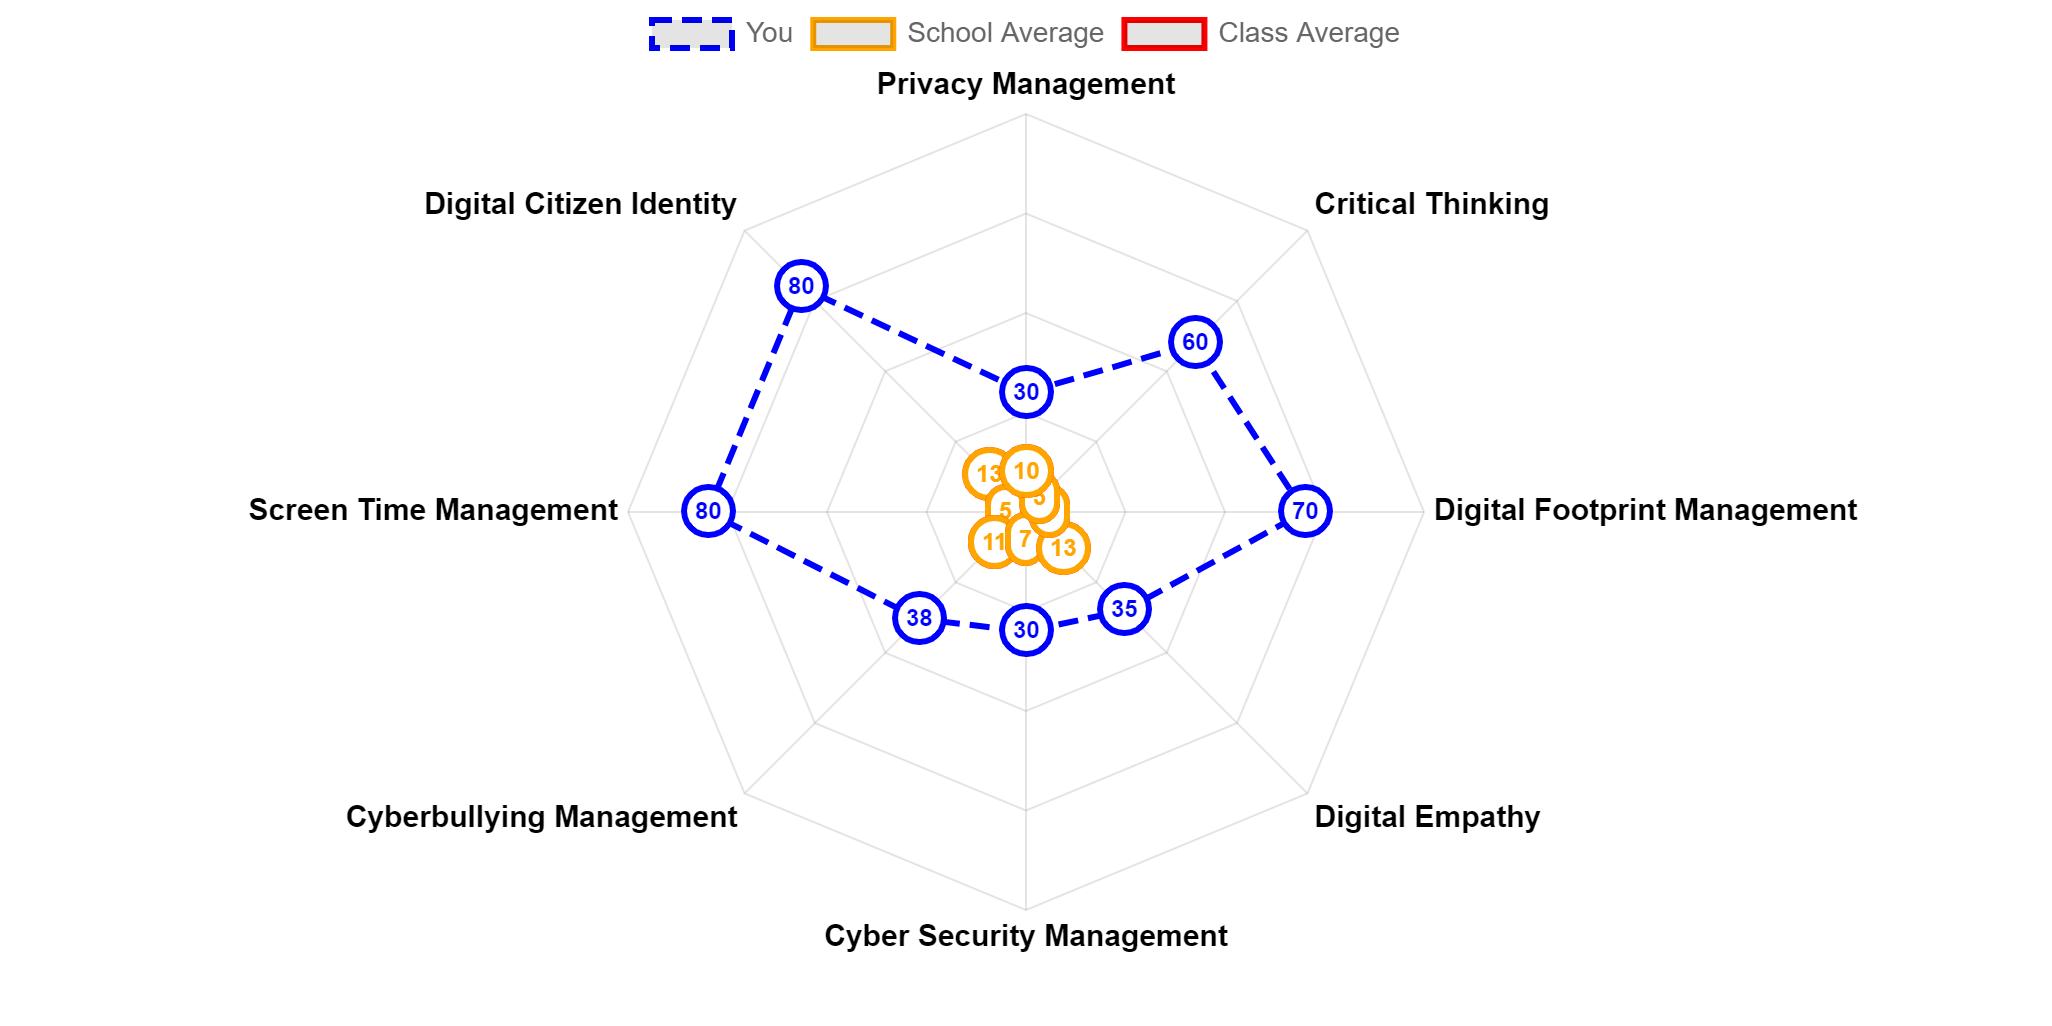 You School Average Class Average
Privacy Management
Digital Citizen Identity Critical Thinking
80
60
30
13 10
Screen Time Management 80 5 5 70 Digital Footprint Management
11 7 13
38 30 35
Cyberbullying Management Digital Empathy
Cyber Security Management